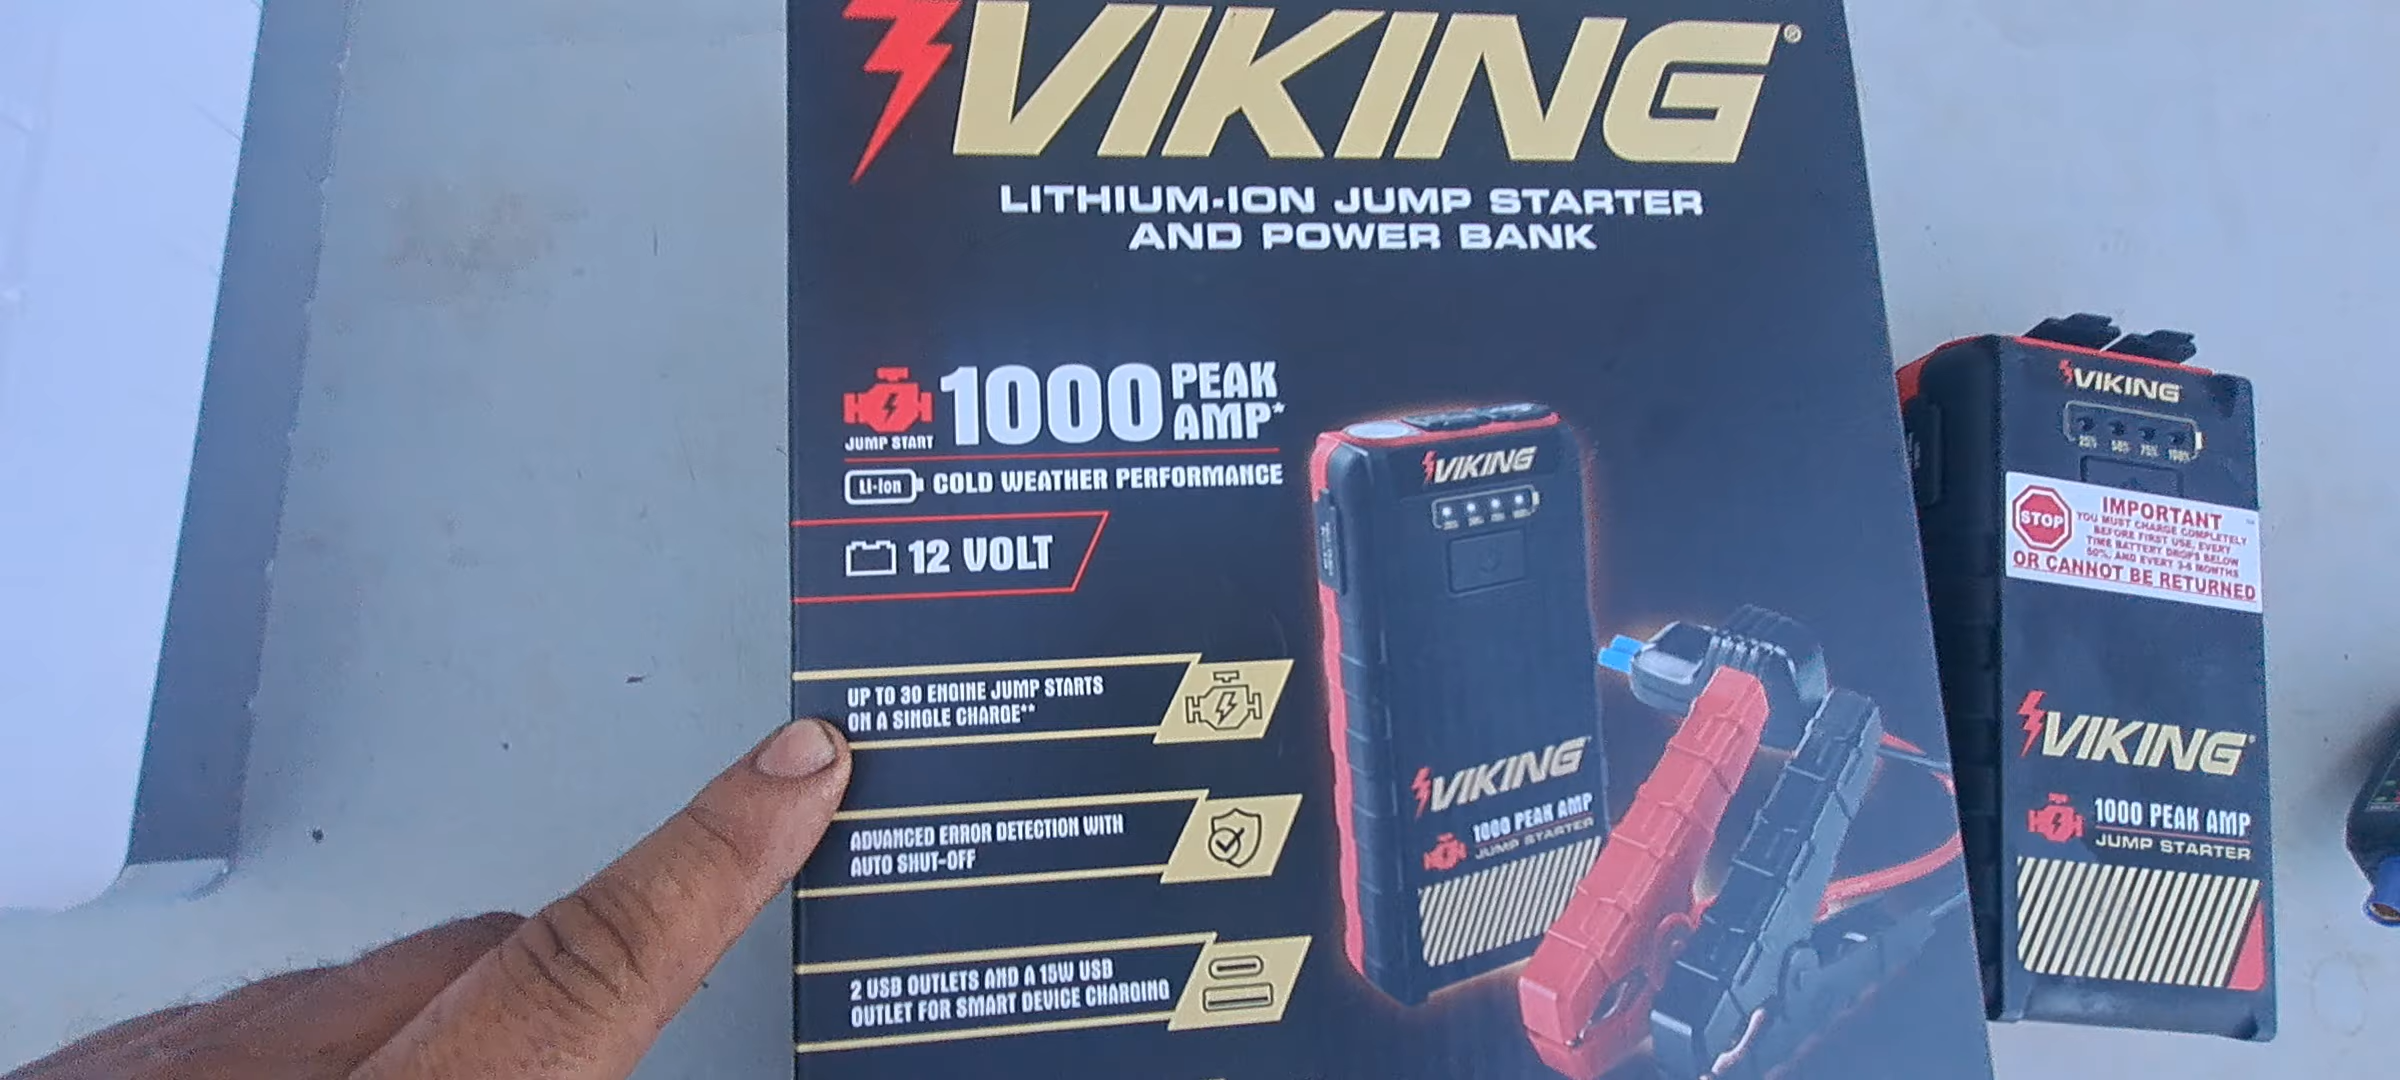 VIKING®
LITHIUM-ION JUMP STARTER
AND POWER BANK
JUMP START
1000 PEAK
AMP*
Li-Ion COLD WEATHER PERFORMANCE
12 VOLT
UP TO 30 ENGINE JUMP STARTS
ON A SINGLE CHARGE**
ADVANCED ERROR DETECTION WITH
AUTO SHUT-OFF
2 USB OUTLETS AND A 15W USB
OUTLET FOR SMART DEVICE CHARGING
VIKING
VIKING
1000 PEAK AMP
JUMP STARTER
VIKING
25% 50% 75% 100%
STOP
IMPORTANT
YOU MUST CHARGE COMPLETELY
BEFORE FIRST USE, EVERY
TIME BATTERY DROPS BELOW
50%, AND EVERY 3-6 MONTHS
OR CANNOT BE RETURNED
VIKING
1000 PEAK AMP
JUMP STARTER